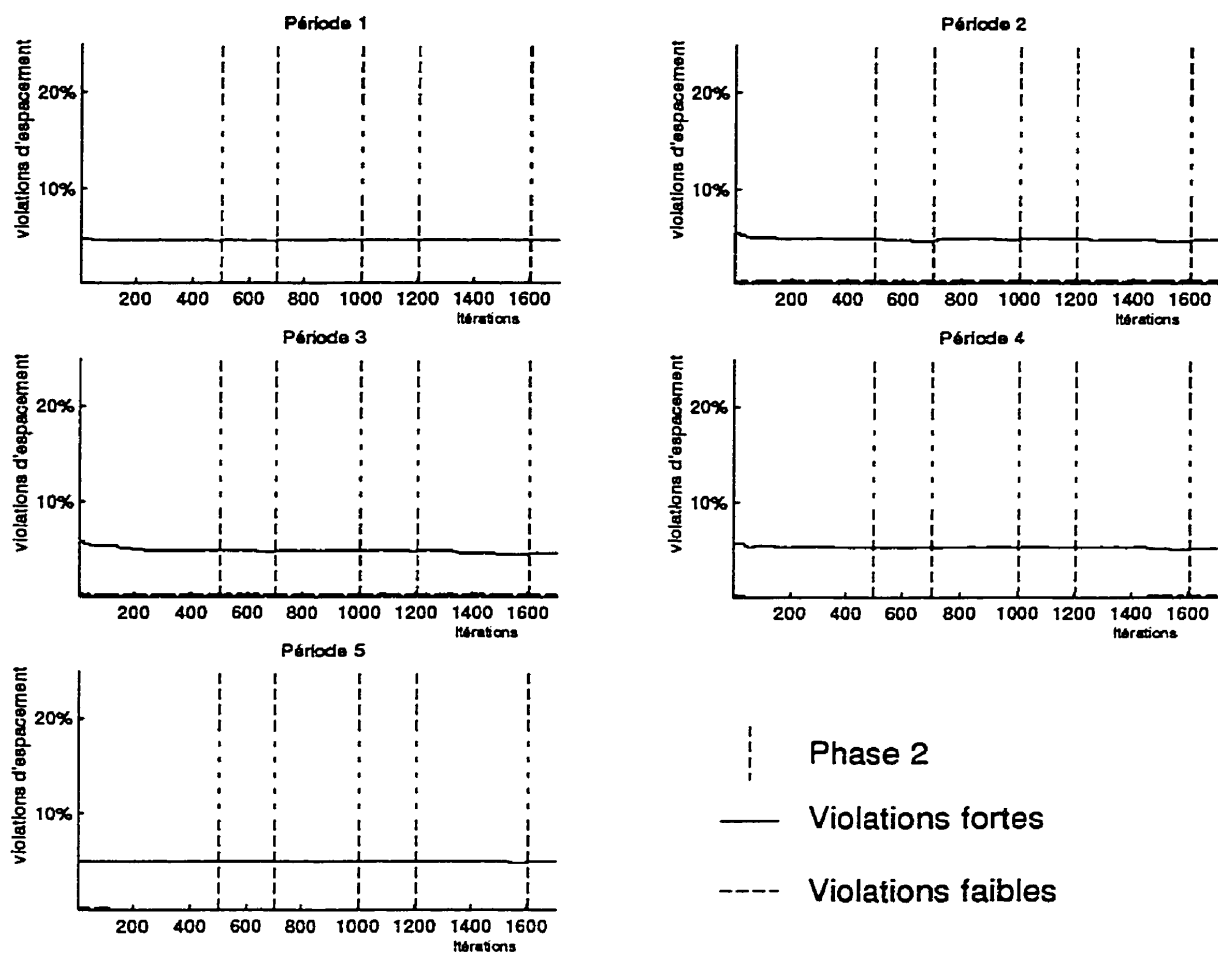 Période 1
violations d'espacement
20%
10%
200 400 600 800 1000 1200 1400 1600
Itérations
Période 2
violations d'espacement
20%
10%
200 400 600 800 1000 1200 1400 1600
Itérations
Période 3
violations d'espacement
20%
10%
200 400 600 800 1000 1200 1400 1600
Itérations
Période 4
violations d'espacement
20%
10%
200 400 600 800 1000 1200 1400 1600
Itérations
Période 5
violations d'espacement
20%
10%
200 400 600 800 1000 1200 1400 1600
Itérations
Phase 2
Violations fortes
Violations faibles